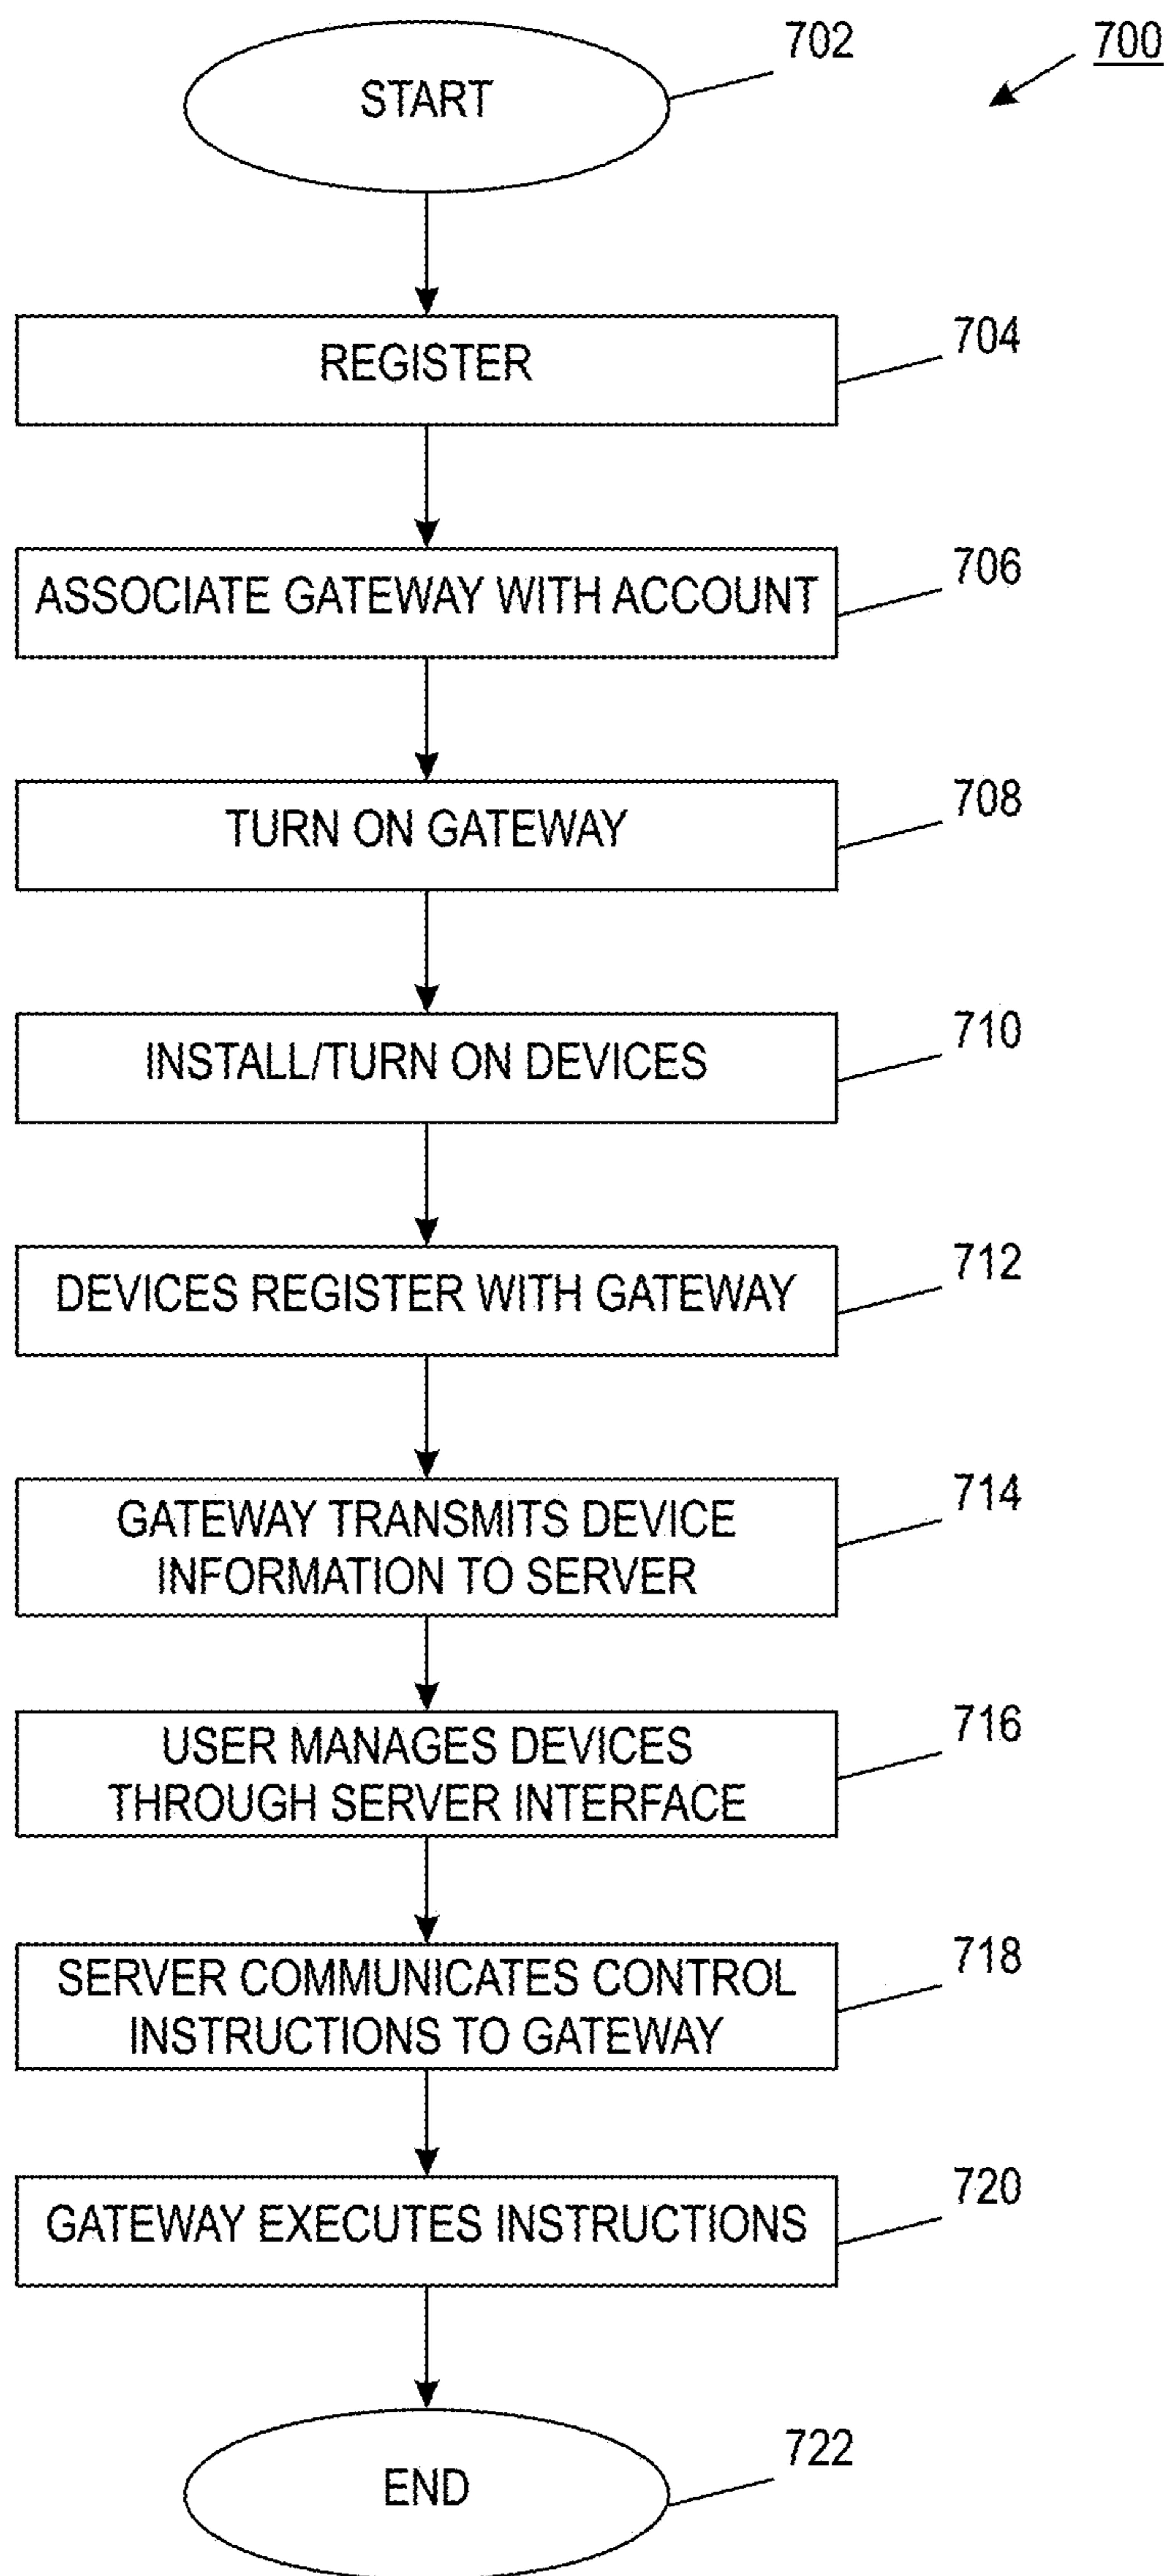 702
700
START
704
REGISTER
706
ASSOCIATE GATEWAY WITH ACCOUNT
708
TURN ON GATEWAY
710
INSTALL/TURN ON DEVICES
712
DEVICES REGISTER WITH GATEWAY
714
GATEWAY TRANSMITS DEVICE
INFORMATION TO SERVER
716
USER MANAGES DEVICES
THROUGH SERVER INTERFACE
718
SERVER COMMUNICATES CONTROL
INSTRUCTIONS TO GATEWAY
720
GATEWAY EXECUTES INSTRUCTIONS
722
END